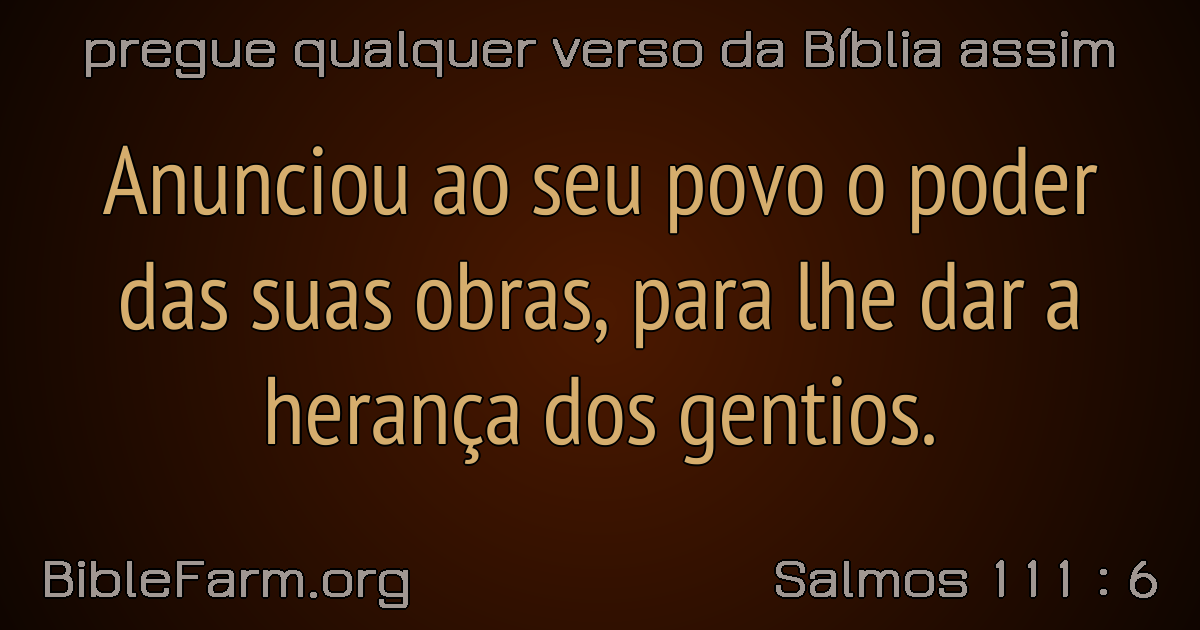 pregue qualquer verso da Bíblia assim
Anunciou ao seu povo o poder
das suas obras, para lhe dar a
herança dos gentios.
BibleFarm.org
Salmos 111 : 6